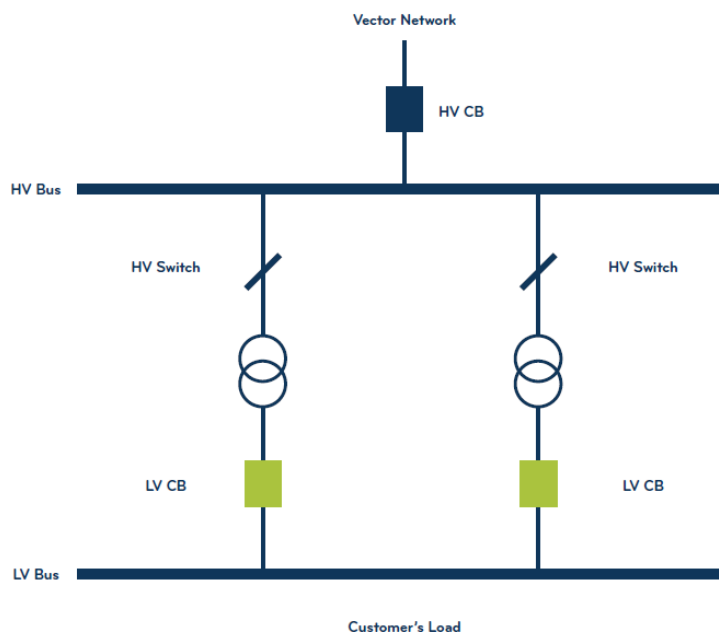 Vector Network
HV CB
HV Bus
HV Switch
HV Switch
LV CB
LV CB
LV Bus
Customer's Load